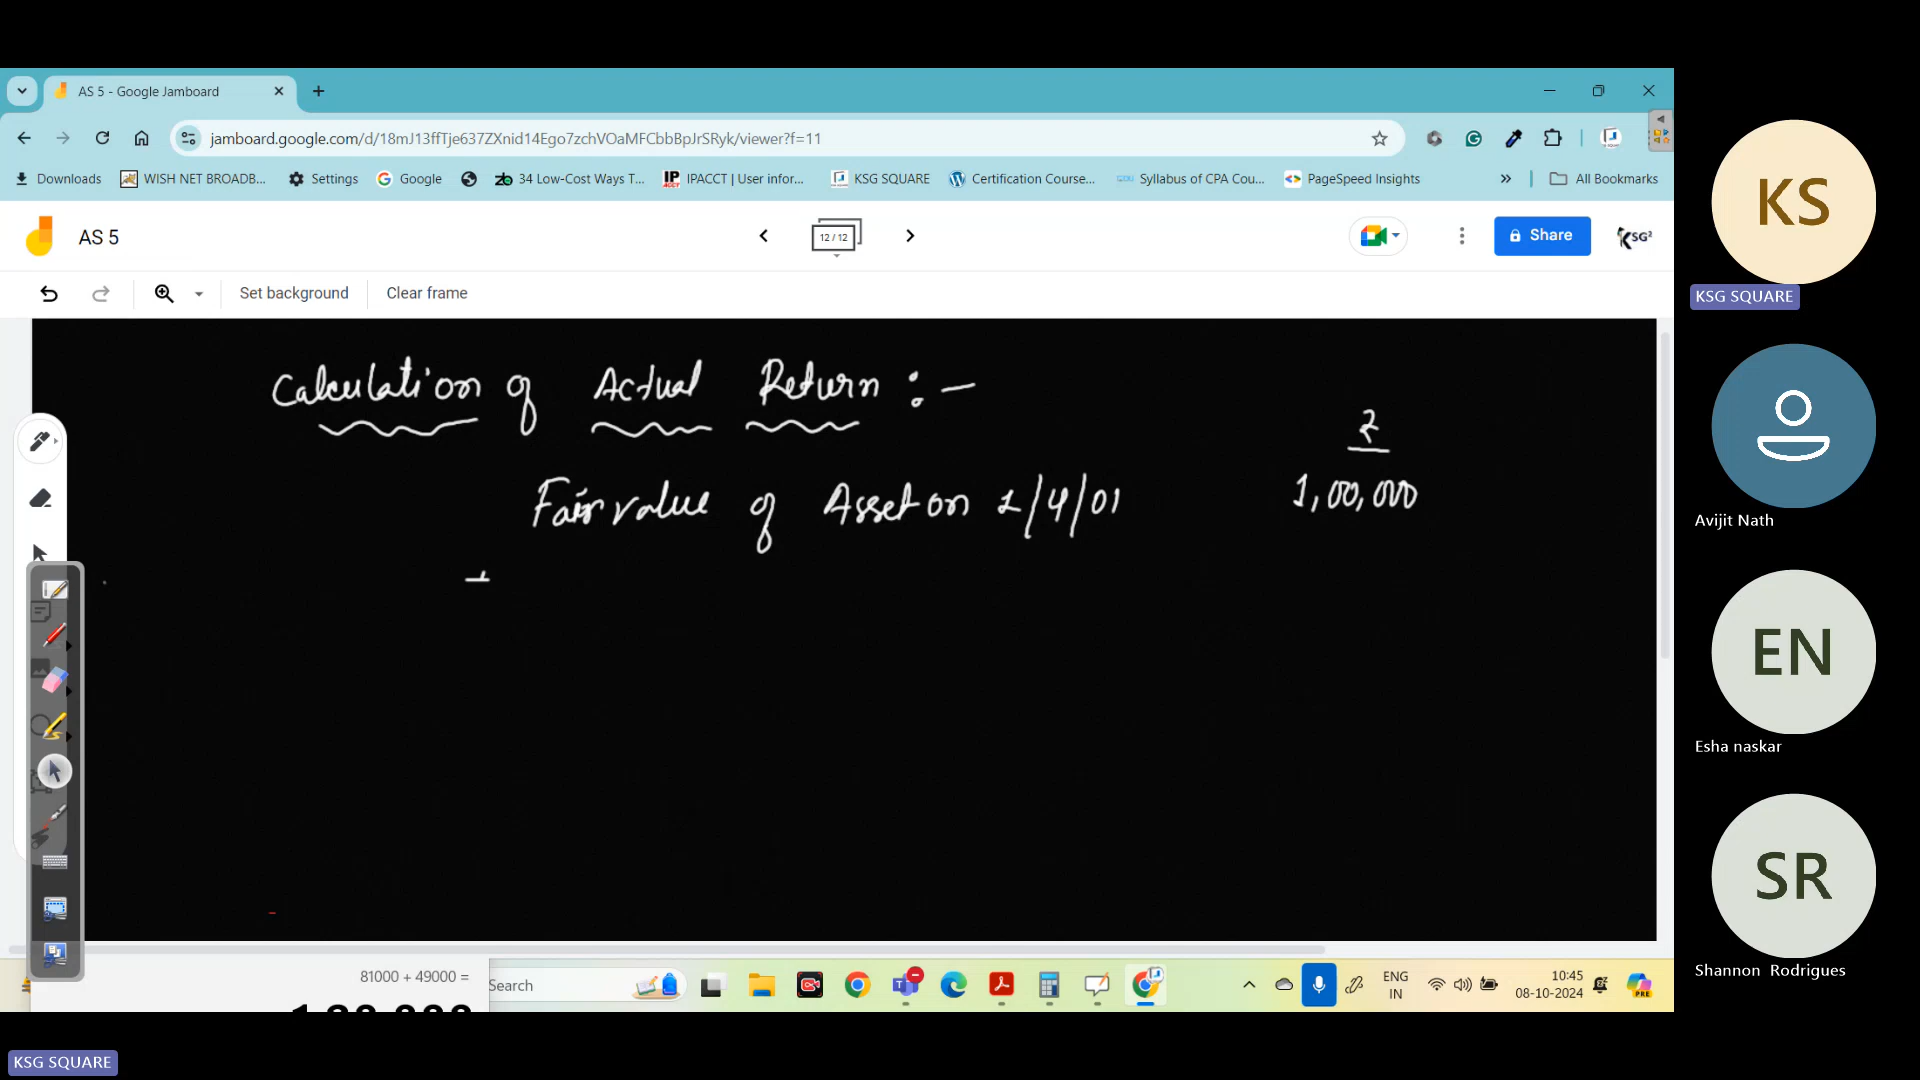 AS 5 - Google Jamboard
jamboard.google.com/d/18mJ13ffTje637ZXnid14Ego7zchVOaMFCbbBpJrSRyk/viewer?f=11
Downloads WISH NET BROADB... Settings Google 34 Low-Cost Ways T... IPACCT | User infor... KSG SQUARE Certification Course... Syllabus of CPA Cou... PageSpeed Insights » All Bookmarks
AS 5
12 / 12
Share
KSG²
Set background Clear frame
Calculation of Actual Return :-
₹
Fair value of Asset on 1/4/01 1,00,000
+
81000 + 49000 =
Search
ENG
IN
10:45
08-10-2024
PRE
KS
KSG SQUARE
Avijit Nath
EN
Esha naskar
SR
Shannon Rodrigues
KSG SQUARE